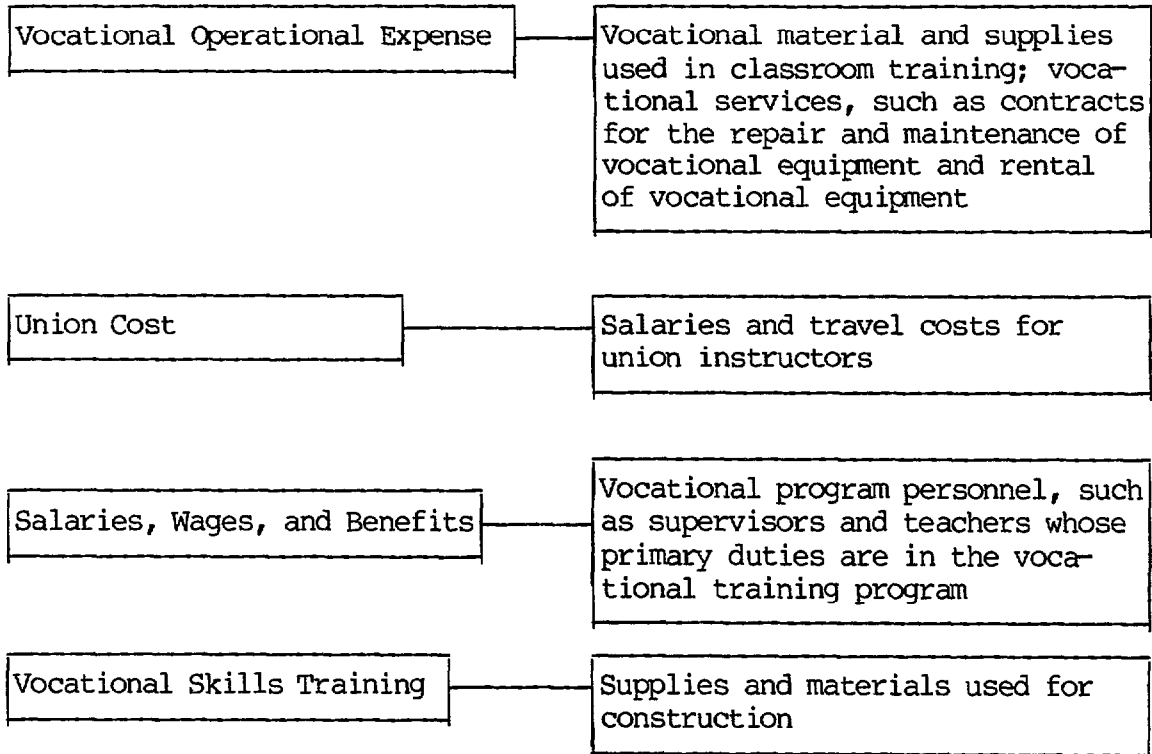 Vocational Operational Expense
Vocational material and supplies
used in classroom training; voca-
tional services, such as contracts
for the repair and maintenance of
vocational equipment and rental
of vocational equipment
Union Cost
Salaries and travel costs for
union instructors
Salaries, Wages, and Benefits
Vocational program personnel, such
as supervisors and teachers whose
primary duties are in the voca-
tional training program
Vocational Skills Training
Supplies and materials used for
construction